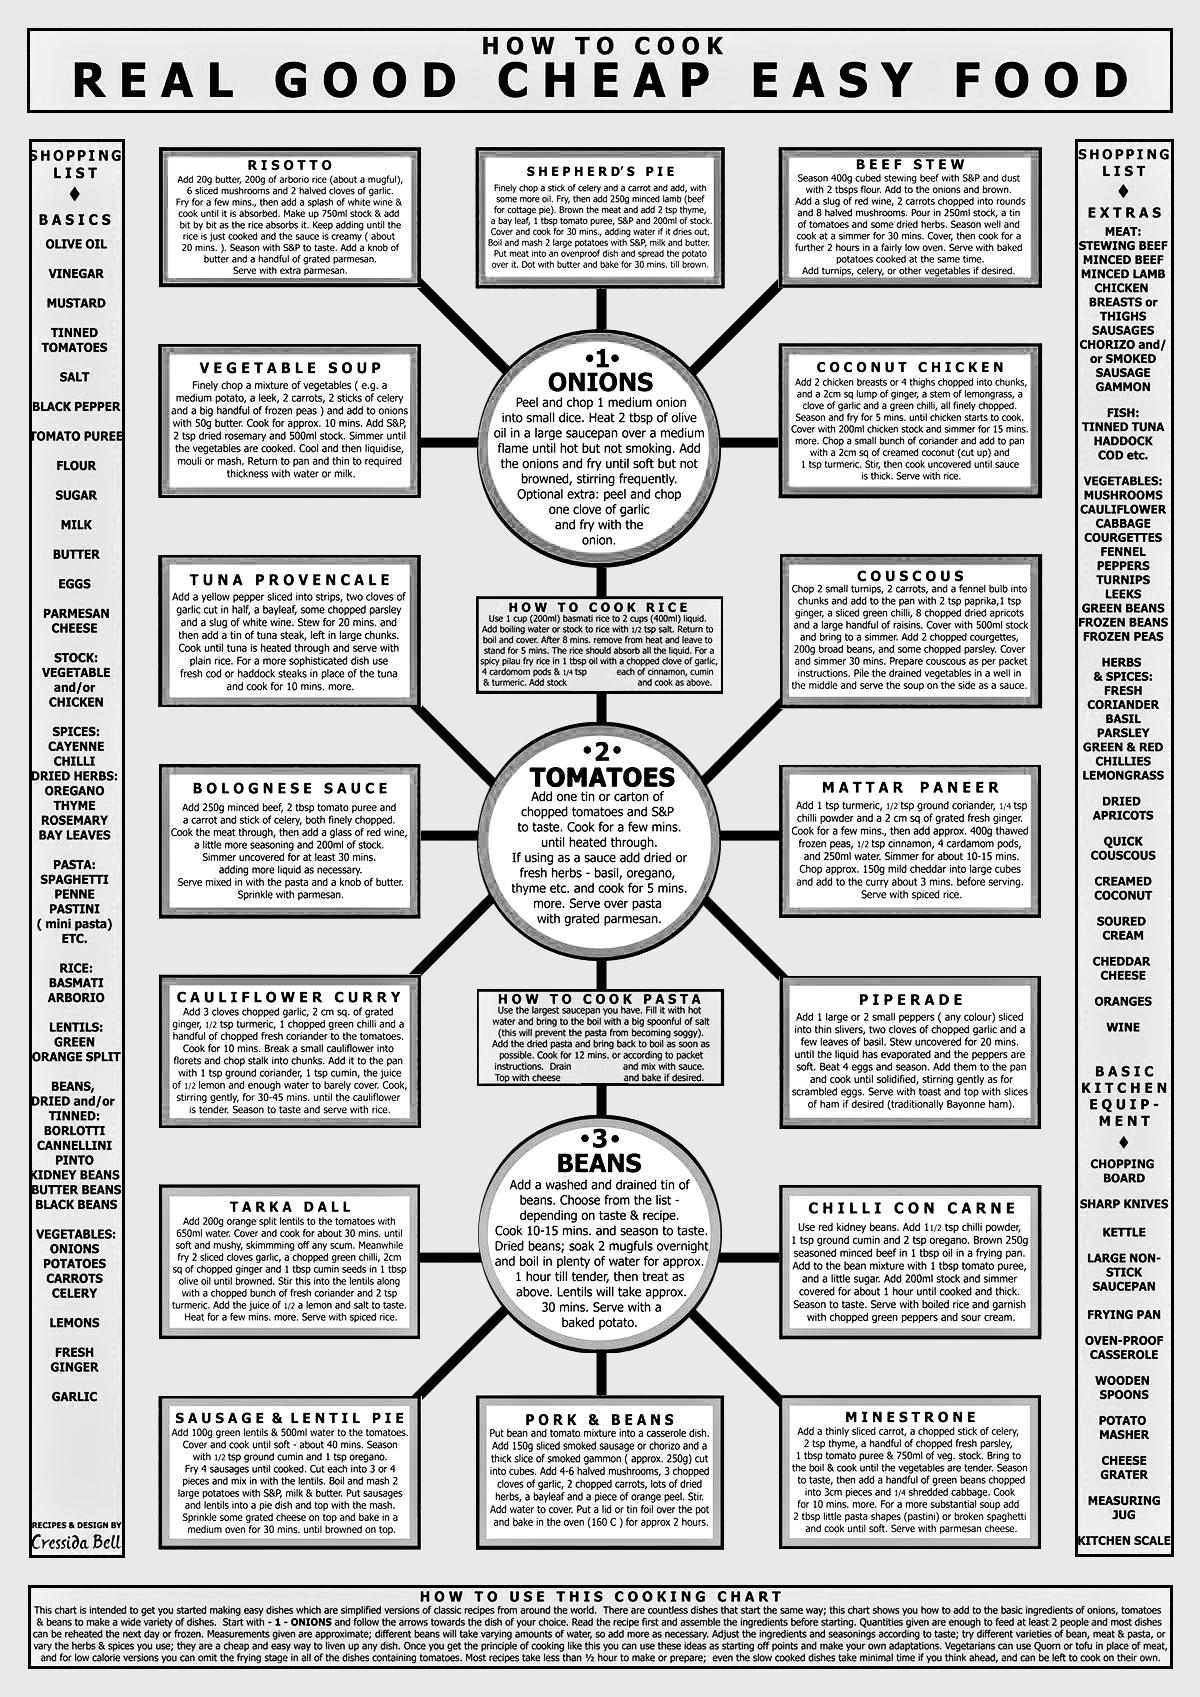 HOW TO COOK
REAL GOOD CHEAP EASY FOOD
SHOPPING
LIST
♦
BASICS
OLIVE OIL
VINEGAR
MUSTARD
TINNED
TOMATOES
SALT
BLACK PEPPER
TOMATO PUREE
FLOUR
SUGAR
MILK
BUTTER
EGGS
PARMESAN
CHEESE
STOCK:
VEGETABLE
and/or
CHICKEN
SPICES:
CAYENNE
CHILLI
DRIED HERBS:
OREGANO
THYME
ROSEMARY
BAY LEAVES
PASTA:
SPAGHETTI
PENNE
PASTINI
( mini pasta)
ETC.
RICE:
BASMATI
ARBORIO
LENTILS:
GREEN
ORANGE SPLIT
BEANS,
DRIED and/or
TINNED:
BORLOTTI
CANNELLINI
PINTO
KIDNEY BEANS
BUTTER BEANS
BLACK BEANS
VEGETABLES:
ONIONS
POTATOES
CARROTS
CELERY
LEMONS
FRESH
GINGER
GARLIC
RECIPES & DESIGN BY
Cressida Bell
RISOTTO
Add 20g butter, 200g of arborio rice (about a mugful),
6 sliced mushrooms and 2 halved cloves of garlic.
Fry for a few mins., then add a splash of white wine &
cook until it is absorbed. Make up 750ml stock & add
bit by bit as the rice absorbs it. Keep adding until the
rice is just cooked and the sauce is creamy ( about
20 mins. ). Season with S&P to taste. Add a knob of
butter and a handful of grated parmesan.
Serve with extra parmesan.
SHEPHERD'S PIE
Finely chop a stick of celery and a carrot and add, with
some more oil. Fry, then add 250g minced lamb (beef
for cottage pie). Brown the meat and add 2 tsp thyme,
a bay leaf, 1 tbsp tomato puree, S&P and 200ml of stock.
Cover and cook for 30 mins., adding water if it dries out.
Boil and mash 2 large potatoes with S&P, milk and butter.
Put meat into an ovenproof dish and spread the potato
over it. Dot with butter and bake for 30 mins. till brown.
BEEF STEW
Season 400g cubed stewing beef with S&P and dust
with 2 tbsps flour. Add to the onions and brown.
Add a slug of red wine, 2 carrots chopped into rounds
and 8 halved mushrooms. Pour in 250ml stock, a tin
of tomatoes and some dried herbs. Season well and
cook at a simmer for 30 mins. Cover, then cook for a
further 2 hours in a fairly low oven. Serve with baked
potatoes cooked at the same time.
Add turnips, celery, or other vegetables if desired.
VEGETABLE SOUP
Finely chop a mixture of vegetables ( e.g. a
medium potato, a leek, 2 carrots, 2 sticks of celery
and a big handful of frozen peas ) and add to onions
with 50g butter. Cook for approx. 10 mins. Add S&P,
2 tsp dried rosemary and 500ml stock. Simmer until
the vegetables are cooked. Cool and then liquidise,
mouli or mash. Return to pan and thin to required
thickness with water or milk.
•1•
ONIONS
Peel and chop 1 medium onion
into small dice. Heat 2 tbsp of olive
oil in a large saucepan over a medium
flame until hot but not smoking. Add
the onions and fry until soft but not
browned, stirring frequently.
Optional extra: peel and chop
one clove of garlic
and fry with the
onion.
COCONUT CHICKEN
Add 2 chicken breasts or 4 thighs chopped into chunks,
and a 2cm sq lump of ginger, a stem of lemongrass, a
clove of garlic and a green chilli, all finely chopped.
Season and fry for 5 mins. until chicken starts to cook.
Cover with 200ml chicken stock and simmer for 15 mins.
more. Chop a small bunch of coriander and add to pan
with a 2cm sq of creamed coconut (cut up) and
1 tsp turmeric. Stir, then cook uncovered until sauce
is thick. Serve with rice.
TUNA PROVENCALE
Add a yellow pepper sliced into strips, two cloves of
garlic cut in half, a bayleaf, some chopped parsley
and a slug of white wine. Stew for 20 mins. and
then add a tin of tuna steak, left in large chunks.
Cook until tuna is heated through and serve with
plain rice. For a more sophisticated dish use
fresh cod or haddock steaks in place of the tuna
and cook for 10 mins. more.
HOW TO COOK RICE
Use 1 cup (200ml) basmati rice to 2 cups (400ml) liquid.
Add boiling water or stock to rice with 1/2 tsp salt. Return to
boil and cover. After 8 mins. remove from heat and leave to
stand for 5 mins. The rice should absorb all the liquid. For a
spicy pilau fry rice in 1 tbsp oil with a chopped clove of garlic,
4 cardomom pods & 1/4 tsp each of cinnamon, cumin
& turmeric. Add stock and cook as above.
COUSCOUS
Chop 2 small turnips, 2 carrots, and a fennel bulb into
chunks and add to the pan with 2 tsp paprika,1 tsp
ginger, a sliced green chilli, 8 chopped dried apricots
and a large handful of raisins. Cover with 500ml stock
and bring to a simmer. Add 2 chopped courgettes,
200g broad beans, and some chopped parsley. Cover
and simmer 30 mins. Prepare couscous as per packet
instructions. Pile the drained vegetables in a well in
the middle and serve the soup on the side as a sauce.
BOLOGNESE SAUCE
Add 250g minced beef, 2 tbsp tomato puree and
a carrot and stick of celery, both finely chopped.
Cook the meat through, then add a glass of red wine,
a little more seasoning and 200ml of stock.
Simmer uncovered for at least 30 mins.
adding more liquid as necessary.
Serve mixed in with the pasta and a knob of butter.
Sprinkle with parmesan.
•2•
TOMATOES
Add one tin or carton of
chopped tomatoes and S&P
to taste. Cook for a few mins.
until heated through.
If using as a sauce add dried or
fresh herbs - basil, oregano,
thyme etc. and cook for 5 mins.
more. Serve over pasta
with grated parmesan.
MATTAR PANEER
Add 1 tsp turmeric, 1/2 tsp ground coriander, 1/4 tsp
chilli powder and a 2 cm sq of grated fresh ginger.
Cook for a few mins., then add approx. 400g thawed
frozen peas, 1/2 tsp cinnamon, 4 cardamom pods,
and 250ml water. Simmer for about 10-15 mins.
Chop approx. 150g mild cheddar into large cubes
and add to the curry about 3 mins. before serving.
Serve with spiced rice.
CAULIFLOWER CURRY
Add 3 cloves chopped garlic, 2 cm sq. of grated
ginger, 1/2 tsp turmeric, 1 chopped green chilli and a
handful of chopped fresh coriander to the tomatoes.
Cook for 10 mins. Break a small cauliflower into
florets and chop stalk into chunks. Add it to the pan
with 1 tsp ground coriander, 1 tsp cumin, the juice
of 1/2 lemon and enough water to barely cover. Cook,
stirring gently, for 30-45 mins. until the cauliflower
is tender. Season to taste and serve with rice.
HOW TO COOK PASTA
Use the largest saucepan you have. Fill it with hot
water and bring to the boil with a big spoonful of salt
(this will prevent the pasta from becoming soggy).
Add the dried pasta and bring back to boil as soon as
possible. Cook for 12 mins. or according to packet
instructions. Drain and mix with sauce.
Top with cheese and bake if desired.
PIPERADE
Add 1 large or 2 small peppers ( any colour) sliced
into thin slivers, two cloves of chopped garlic and a
few leaves of basil. Stew uncovered for 20 mins.
until the liquid has evaporated and the peppers are
soft. Beat 4 eggs and season. Add them to the pan
and cook until solidified, stirring gently as for
scrambled eggs. Serve with toast and top with slices
of ham if desired (traditionally Bayonne ham).
TARKA DALL
Add 200g orange split lentils to the tomatoes with
650ml water. Cover and cook for about 30 mins. until
soft and mushy, skimmming off any scum. Meanwhile
fry 2 sliced cloves garlic, a chopped green chilli, 2cm
sq of chopped ginger and 1 tbsp cumin seeds in 1 tbsp
olive oil until browned. Stir this into the lentils along
with a chopped bunch of fresh coriander and 2 tsp
turmeric. Add the juice of 1/2 a lemon and salt to taste.
Heat for a few mins. more. Serve with spiced rice.
•3•
BEANS
Add a washed and drained tin of
beans. Choose from the list -
depending on taste & recipe.
Cook 10-15 mins. and season to taste.
Dried beans; soak 2 mugfuls overnight
and boil in plenty of water for approx.
1 hour till tender, then treat as
above. Lentils will take approx.
30 mins. Serve with a
baked potato.
CHILLI CON CARNE
Use red kidney beans. Add 11/2 tsp chilli powder,
1 tsp ground cumin and 2 tsp oregano. Brown 250g
seasoned minced beef in 1 tbsp oil in a frying pan.
Add to the bean mixture with 1 tbsp tomato puree,
and a little sugar. Add 200ml stock and simmer
covered for about 1 hour until cooked and thick.
Season to taste. Serve with boiled rice and garnish
with chopped green peppers and sour cream.
SAUSAGE & LENTIL PIE
Add 100g green lentils & 500ml water to the tomatoes.
Cover and cook until soft - about 40 mins. Season
with 1/2 tsp ground cumin and 1 tsp oregano.
Fry 4 sausages until cooked. Cut each into 3 or 4
pieces and mix in with the lentils. Boil and mash 2
large potatoes with S&P, milk & butter. Put sausages
and lentils into a pie dish and top with the mash.
Sprinkle some grated cheese on top and bake in a
medium oven for 30 mins. until browned on top.
PORK & BEANS
Put bean and tomato mixture into a casserole dish.
Add 150g sliced smoked sausage or chorizo and a
thick slice of smoked gammon ( approx. 250g) cut
into cubes. Add 4-6 halved mushrooms, 3 chopped
cloves of garlic, 2 chopped carrots, lots of dried
herbs, a bayleaf and a piece of orange peel. Stir.
Add water to cover. Put a lid or tin foil over the pot
and bake in the oven (160 C ) for approx 2 hours.
MINESTRONE
Add a thinly sliced carrot, a chopped stick of celery,
2 tsp thyme, a handful of chopped fresh parsley,
1 tbsp tomato puree & 750ml of veg. stock. Bring to
the boil & cook until the vegetables are tender. Season
to taste, then add a handful of green beans chopped
into 3cm pieces and 1/4 shredded cabbage. Cook
for 10 mins. more. For a more substantial soup add
2 tbsp little pasta shapes (pastini) or broken spaghetti
and cook until soft. Serve with parmesan cheese.
SHOPPING
LIST
♦
EXTRAS
MEAT:
STEWING BEEF
MINCED BEEF
MINCED LAMB
CHICKEN
BREASTS or
THIGHS
SAUSAGES
CHORIZO and/
or SMOKED
SAUSAGE
GAMMON
FISH:
TINNED TUNA
HADDOCK
COD etc.
VEGETABLES:
MUSHROOMS
CAULIFLOWER
CABBAGE
COURGETTES
FENNEL
PEPPERS
TURNIPS
LEEKS
GREEN BEANS
FROZEN BEANS
FROZEN PEAS
HERBS
& SPICES:
FRESH
CORIANDER
BASIL
PARSLEY
GREEN & RED
CHILLIES
LEMONGRASS
DRIED
APRICOTS
QUICK
COUSCOUS
CREAMED
COCONUT
SOURED
CREAM
CHEDDAR
CHEESE
ORANGES
WINE
BASIC
KITCHEN
EQUIP-
MENT
♦
CHOPPING
BOARD
SHARP KNIVES
KETTLE
LARGE NON-
STICK
SAUCEPAN
FRYING PAN
OVEN-PROOF
CASSEROLE
WOODEN
SPOONS
POTATO
MASHER
CHEESE
GRATER
MEASURING
JUG
KITCHEN SCALE
HOW TO USE THIS COOKING CHART
This chart is intended to get you started making easy dishes which are simplified versions of classic recipes from around the world. There are countless dishes that start the same way; this chart shows you how to add to the basic ingredients of onions, tomatoes
& beans to make a wide variety of dishes. Start with - 1 - ONIONS and follow the arrows towards the dish of your choice. Read the recipe first and assemble the ingredients before starting. Quantities given are enough to feed at least 2 people and most dishes
can be reheated the next day or frozen. Measurements given are approximate; different beans will take varying amounts of water, so add more as necessary. Adjust the ingredients and seasonings according to taste; try different varieties of bean, meat & pasta, or
vary the herbs & spices you use; they are a cheap and easy way to liven up any dish. Once you get the principle of cooking like this you can use these ideas as starting off points and make your own adaptations. Vegetarians can use Quorn or tofu in place of meat,
and for low calorie versions you can omit the frying stage in all of the dishes containing tomatoes. Most recipes take less than ½ hour to make or prepare; even the slow cooked dishes take minimal time if you think ahead, and can be left to cook on their own.